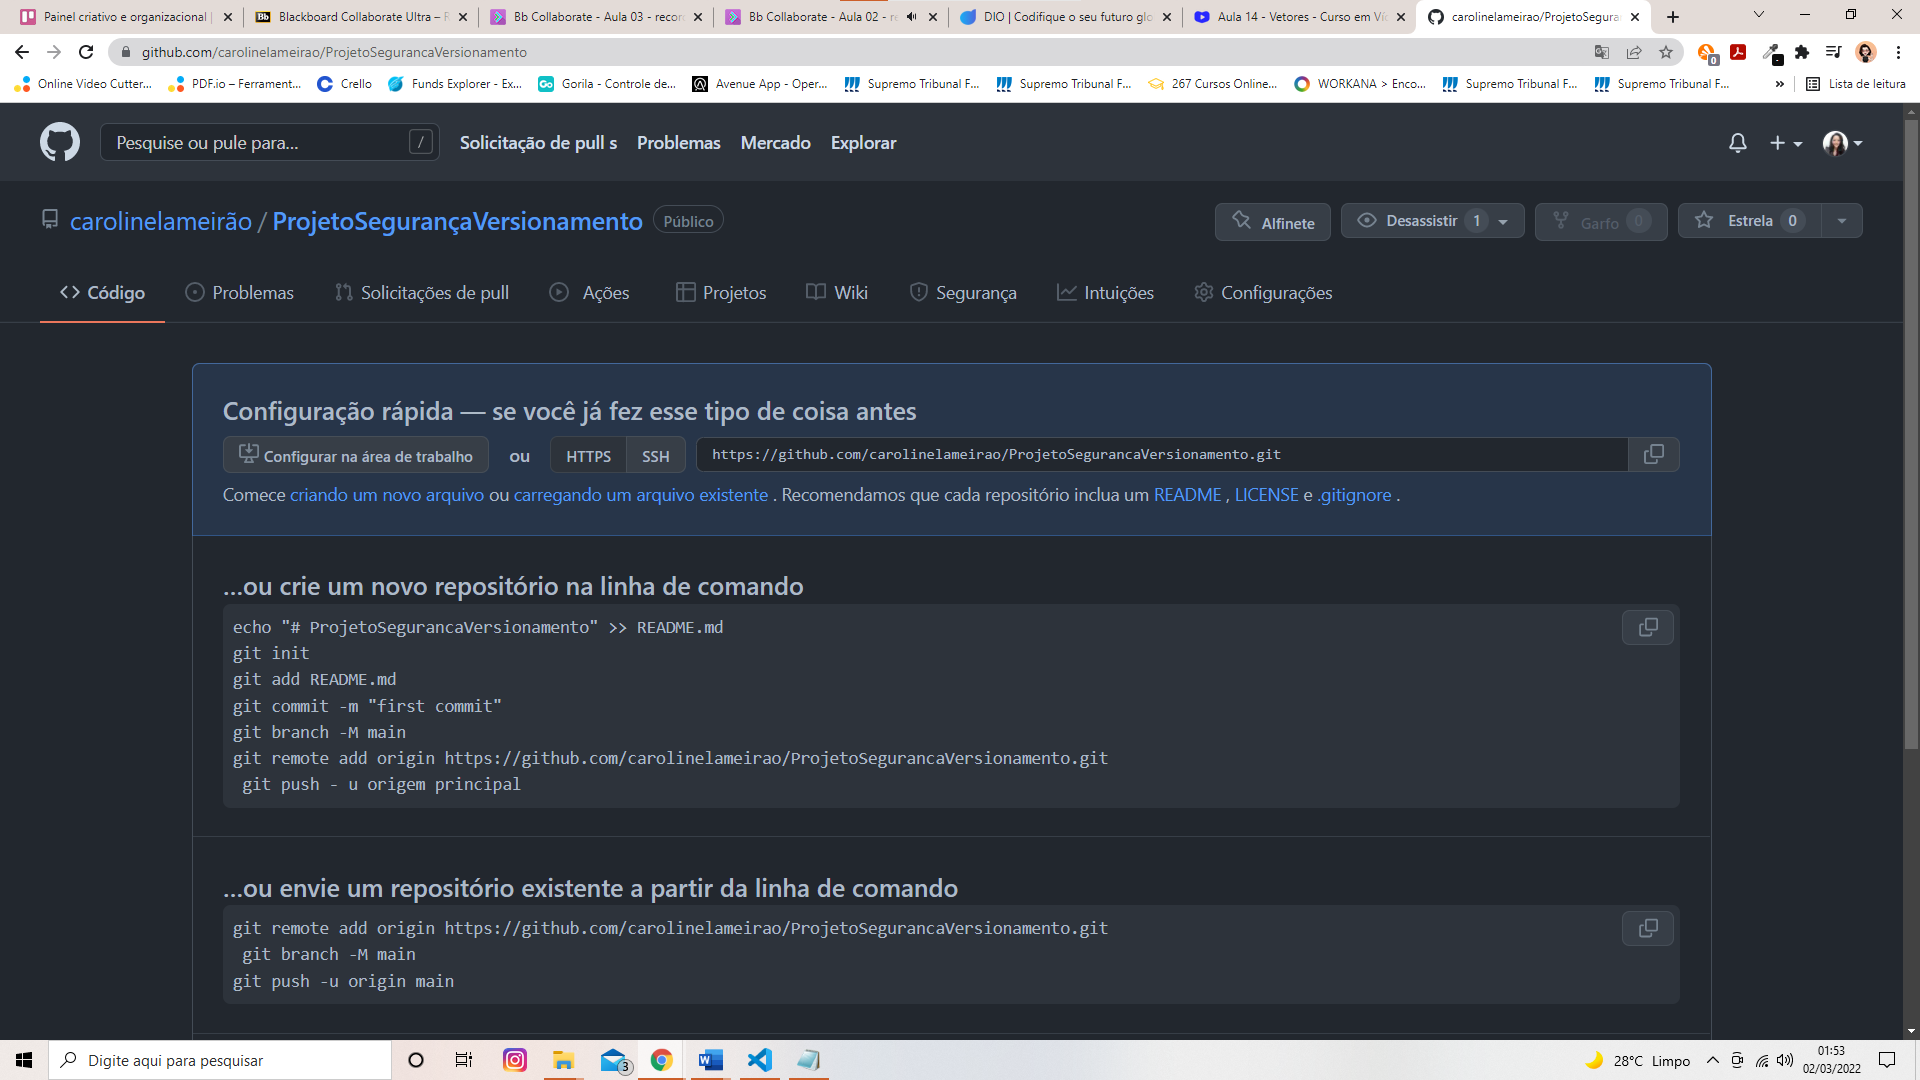 Painel criativo e organizacional |
Blackboard Collaborate Ultra – R
Bb Collaborate - Aula 03 - recor
Bb Collaborate - Aula 02 - re
DIO | Codifique o seu futuro glo
Aula 14 - Vetores - Curso em Víd
carolinelameirao/ProjetoSeguran
github.com/carolinelameirao/ProjetoSegurancaVersionamento
0
Online Video Cutter...
PDF.io – Ferrament...
Crello
Funds Explorer - Ex...
Gorila - Controle de...
Avenue App - Oper...
Supremo Tribunal F...
Supremo Tribunal F...
267 Cursos Online...
WORKANA > Enco...
Supremo Tribunal F...
Supremo Tribunal F...
»
Lista de leitura
Pesquise ou pule para...
/
Solicitação de pull s
Problemas
Mercado
Explorar
carolinelameirão / ProjetoSegurançaVersionamento
Público
Alfinete
Desassistir 1
Garfo 0
Estrela 0
Código
Problemas
Solicitações de pull
Ações
Projetos
Wiki
Segurança
Intuições
Configurações
Configuração rápida — se você já fez esse tipo de coisa antes
Configurar na área de trabalho
ou
HTTPS
SSH
https://github.com/carolinelameirao/ProjetoSegurancaVersionamento.git
Comece criando um novo arquivo ou carregando um arquivo existente . Recomendamos que cada repositório inclua um README , LICENSE e .gitignore .
…ou crie um novo repositório na linha de comando
echo "# ProjetoSegurancaVersionamento" >> README.md
git init
git add README.md
git commit -m "first commit"
git branch -M main
git remote add origin https://github.com/carolinelameirao/ProjetoSegurancaVersionamento.git
git push - u origem principal
…ou envie um repositório existente a partir da linha de comando
git remote add origin https://github.com/carolinelameirao/ProjetoSegurancaVersionamento.git
git branch -M main
git push -u origin main
Digite aqui para pesquisar
3
28°C Limpo
01:53
02/03/2022